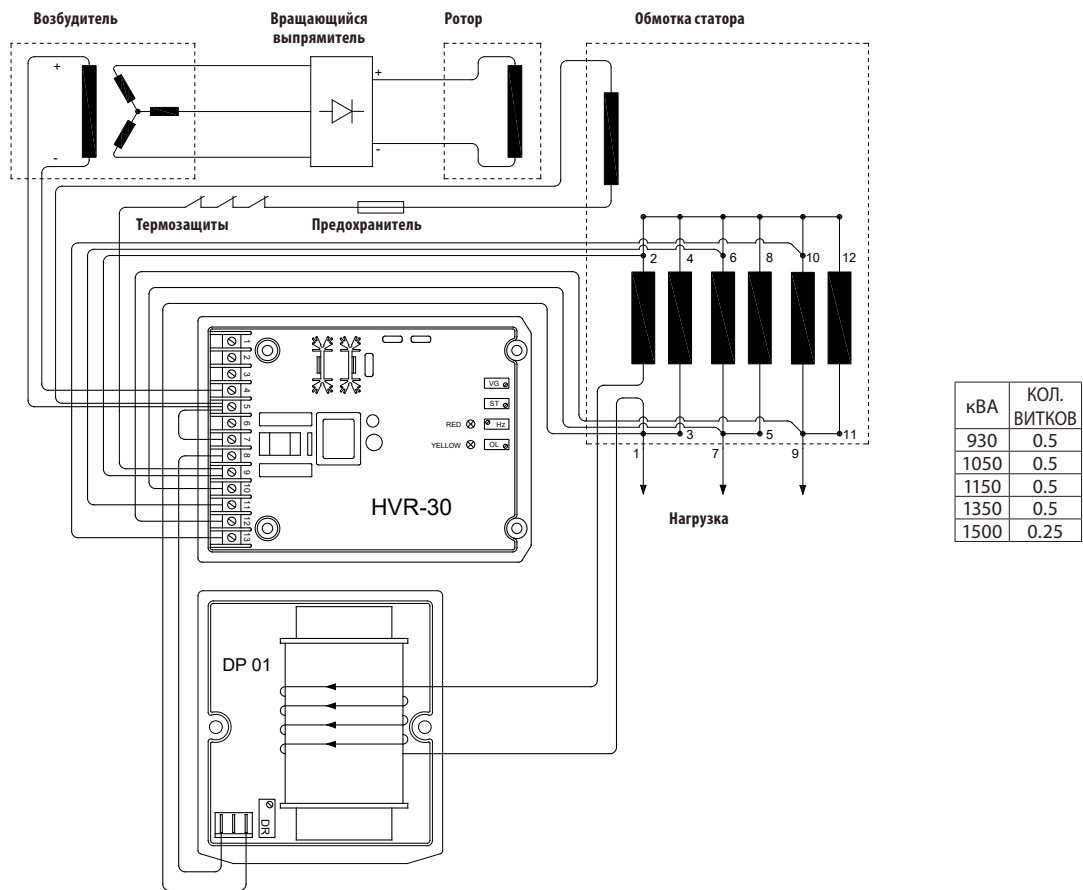 Возбудитель
Вращающийся
выпрямитель
Ротор
Обмотка статора
+
-
+
-
Термозащиты
Предохранитель
2
4
6
8
10
12
1
2
3
4
5
6
7
8
9
10
11
12
13
VG
ST
RED
Hz
YELLOW
OL
HVR-30
3
5
11
1
7
9
Нагрузка
кВА
КОЛ.
ВИТКОВ
930 0.5
1050 0.5
1150 0.5
1350 0.5
1500 0.25
DP 01
DR